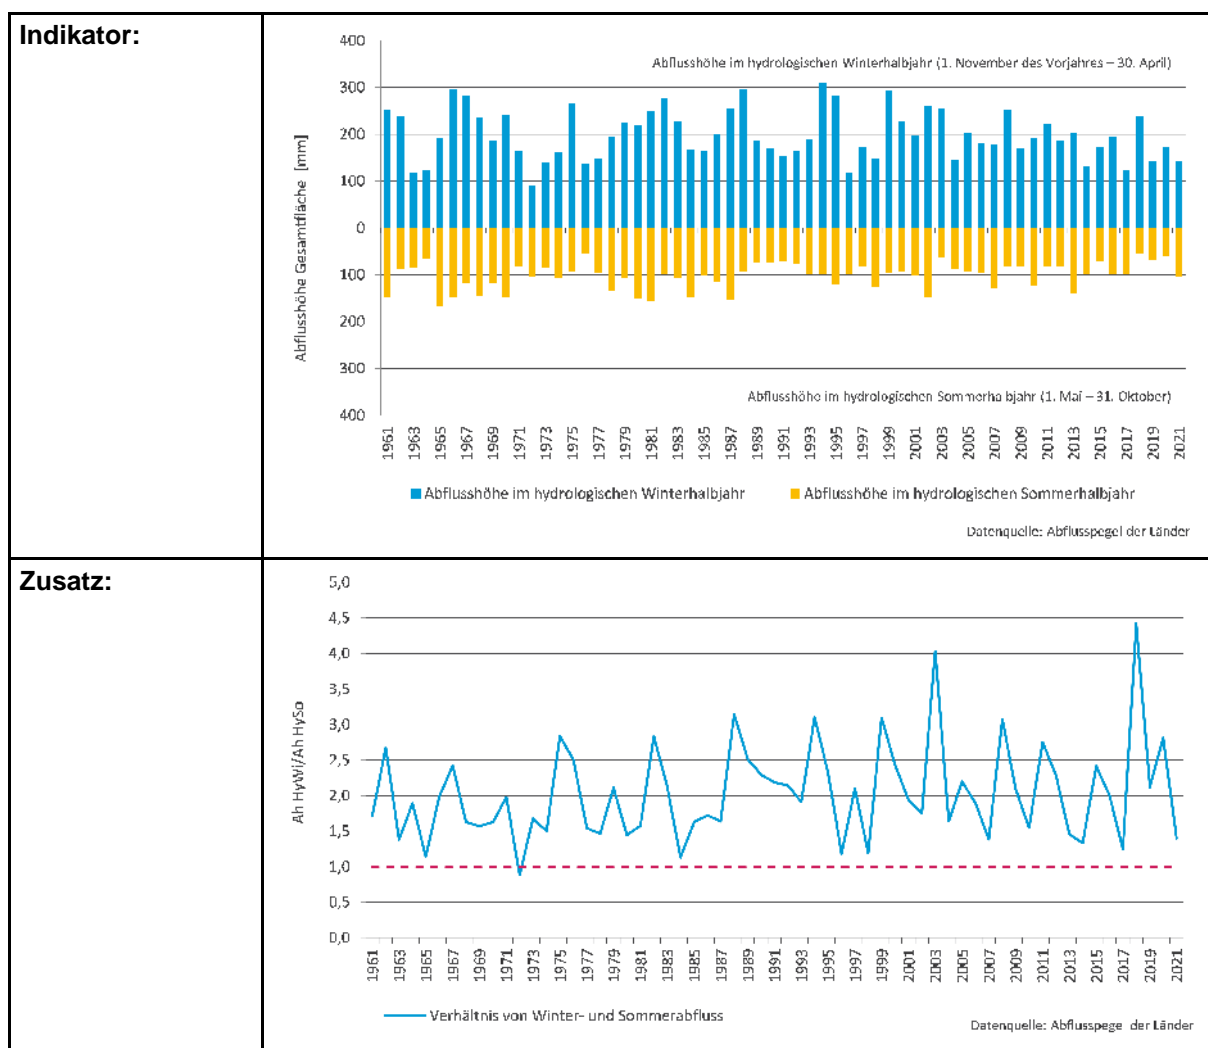 Indikator:
400
300
200
100
0
100
200
300
400
Abflusshöhe Gesamtfläche [mm]
Abflusshöhe im hydrologischen Winterhalbjahr (1. November des Vorjahres – 30. April)
Abflusshöhe im hydrologischen Sommerha bjahr (1. Mai – 31. Oktober)
1961 1963 1965 1967 1969 1971 1973 1975 1977 1979 1981 1983 1985 1987 1989 1991 1993 1995 1997 1999 2001 2003 2005 2007 2009 2011 2013 2015 2017 2019 2021
Abflusshöhe im hydrologischen Winterhalbjahr Abflusshöhe im hydrologischen Sommerhalbjahr
Datenquelle: Abflusspegel der Länder
Zusatz:
5,0
4,5
4,0
3,5
3,0
2,5
2,0
1,5
1,0
0,5
0,0
Ah HyWi/Ah HySo
1961 1963 1965 1967 1969 1971 1973 1975 1977 1979 1981 1983 1985 1987 1989 1991 1993 1995 1997 1999 2001 2003 2005 2007 2009 2011 2013 2015 2017 2019 2021
Verhältnis von Winter- und Sommerabfluss
Datenquelle: Abflusspege der Länder